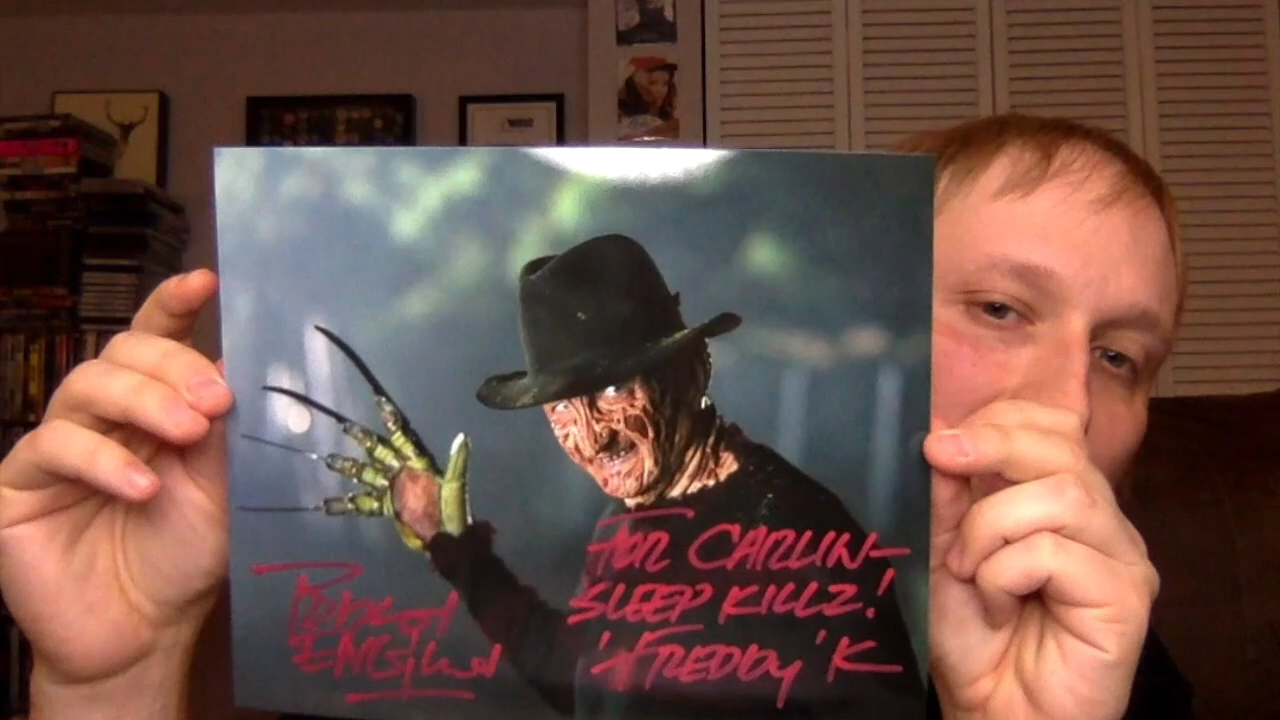 ROBERT
ENGLUND
FOR CARLIN-
SLEEP KILLZ!
'FREDDY' K